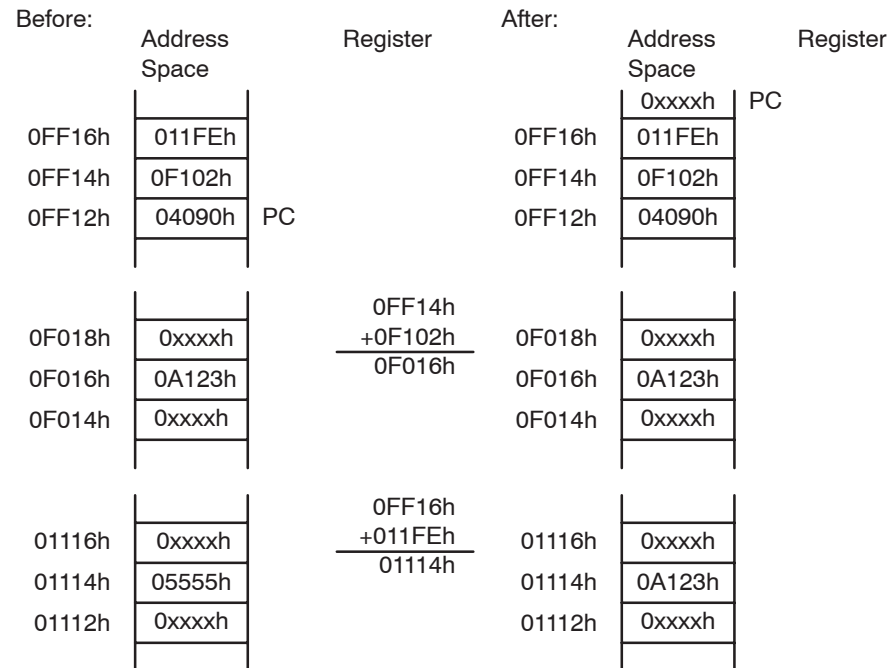 Before: After:
Address Register Address Register
Space Space
0xxxxh PC
0FF16h 011FEh 0FF16h 011FEh
0FF14h 0F102h 0FF14h 0F102h
0FF12h 04090h PC 0FF12h 04090h
0FF14h
0F018h 0xxxxh +0F102h 0F018h 0xxxxh
0F016h
0F016h 0A123h 0F016h 0A123h
0F014h 0xxxxh 0F014h 0xxxxh
0FF16h
01116h 0xxxxh +011FEh 01116h 0xxxxh
01114h
01114h 05555h 01114h 0A123h
01112h 0xxxxh 01112h 0xxxxh